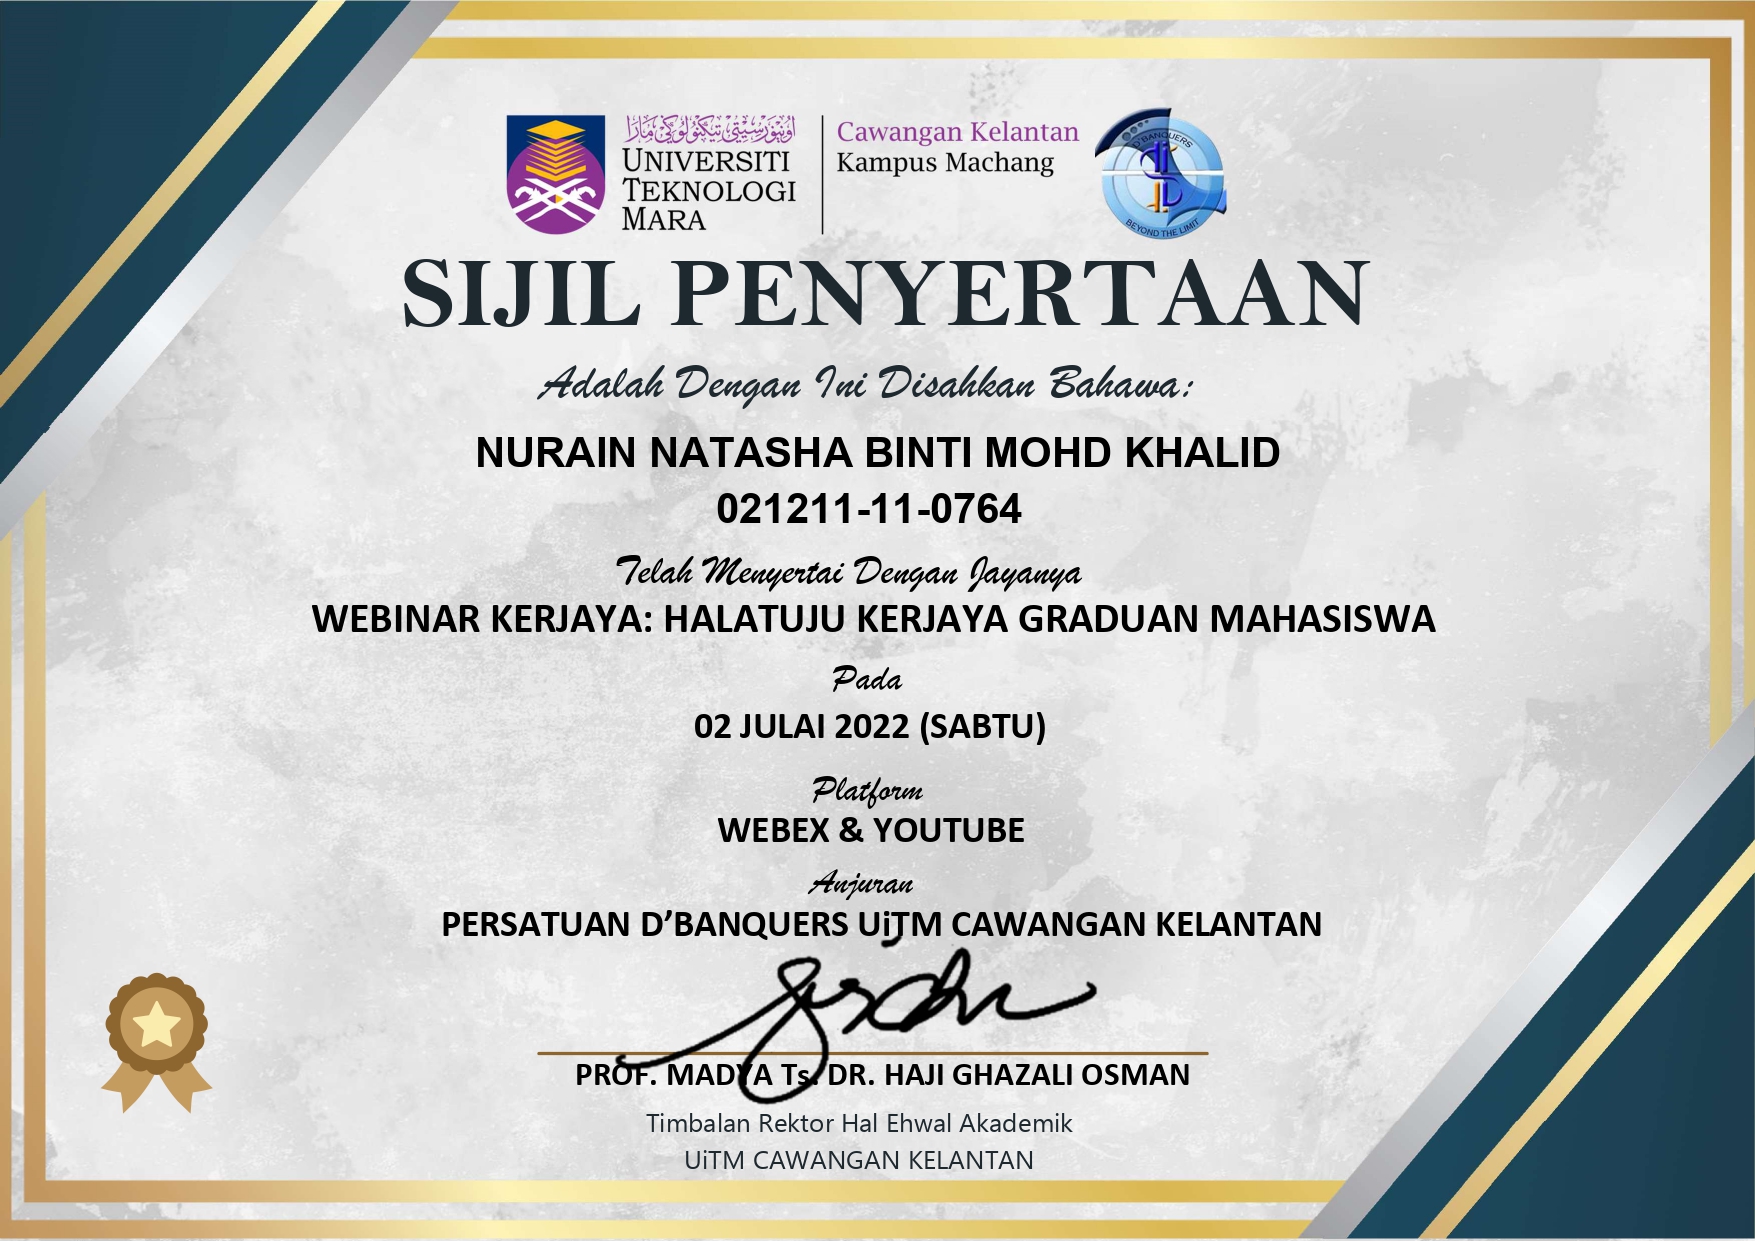 اونيۏرسيتي تيکنولوݢي مارا
UNIVERSITI
TEKNOLOGI
MARA
Cawangan Kelantan
Kampus Machang
D'BANQUERS
BEYOND THE LIMIT
SIJIL PENYERTAAN
Adalah Dengan Ini Disahkan Bahawa:
NURAIN NATASHA BINTI MOHD KHALID
021211-11-0764
Telah Menyertai Dengan Jayanya
WEBINAR KERJAYA: HALATUJU KERJAYA GRADUAN MAHASISWA
Pada
02 JULAI 2022 (SABTU)
Platform
WEBEX & YOUTUBE
Anjuran
PERSATUAN D’BANQUERS UiTM CAWANGAN KELANTAN
PROF. MADYA Ts. DR. HAJI GHAZALI OSMAN
Timbalan Rektor Hal Ehwal Akademik
UiTM CAWANGAN KELANTAN